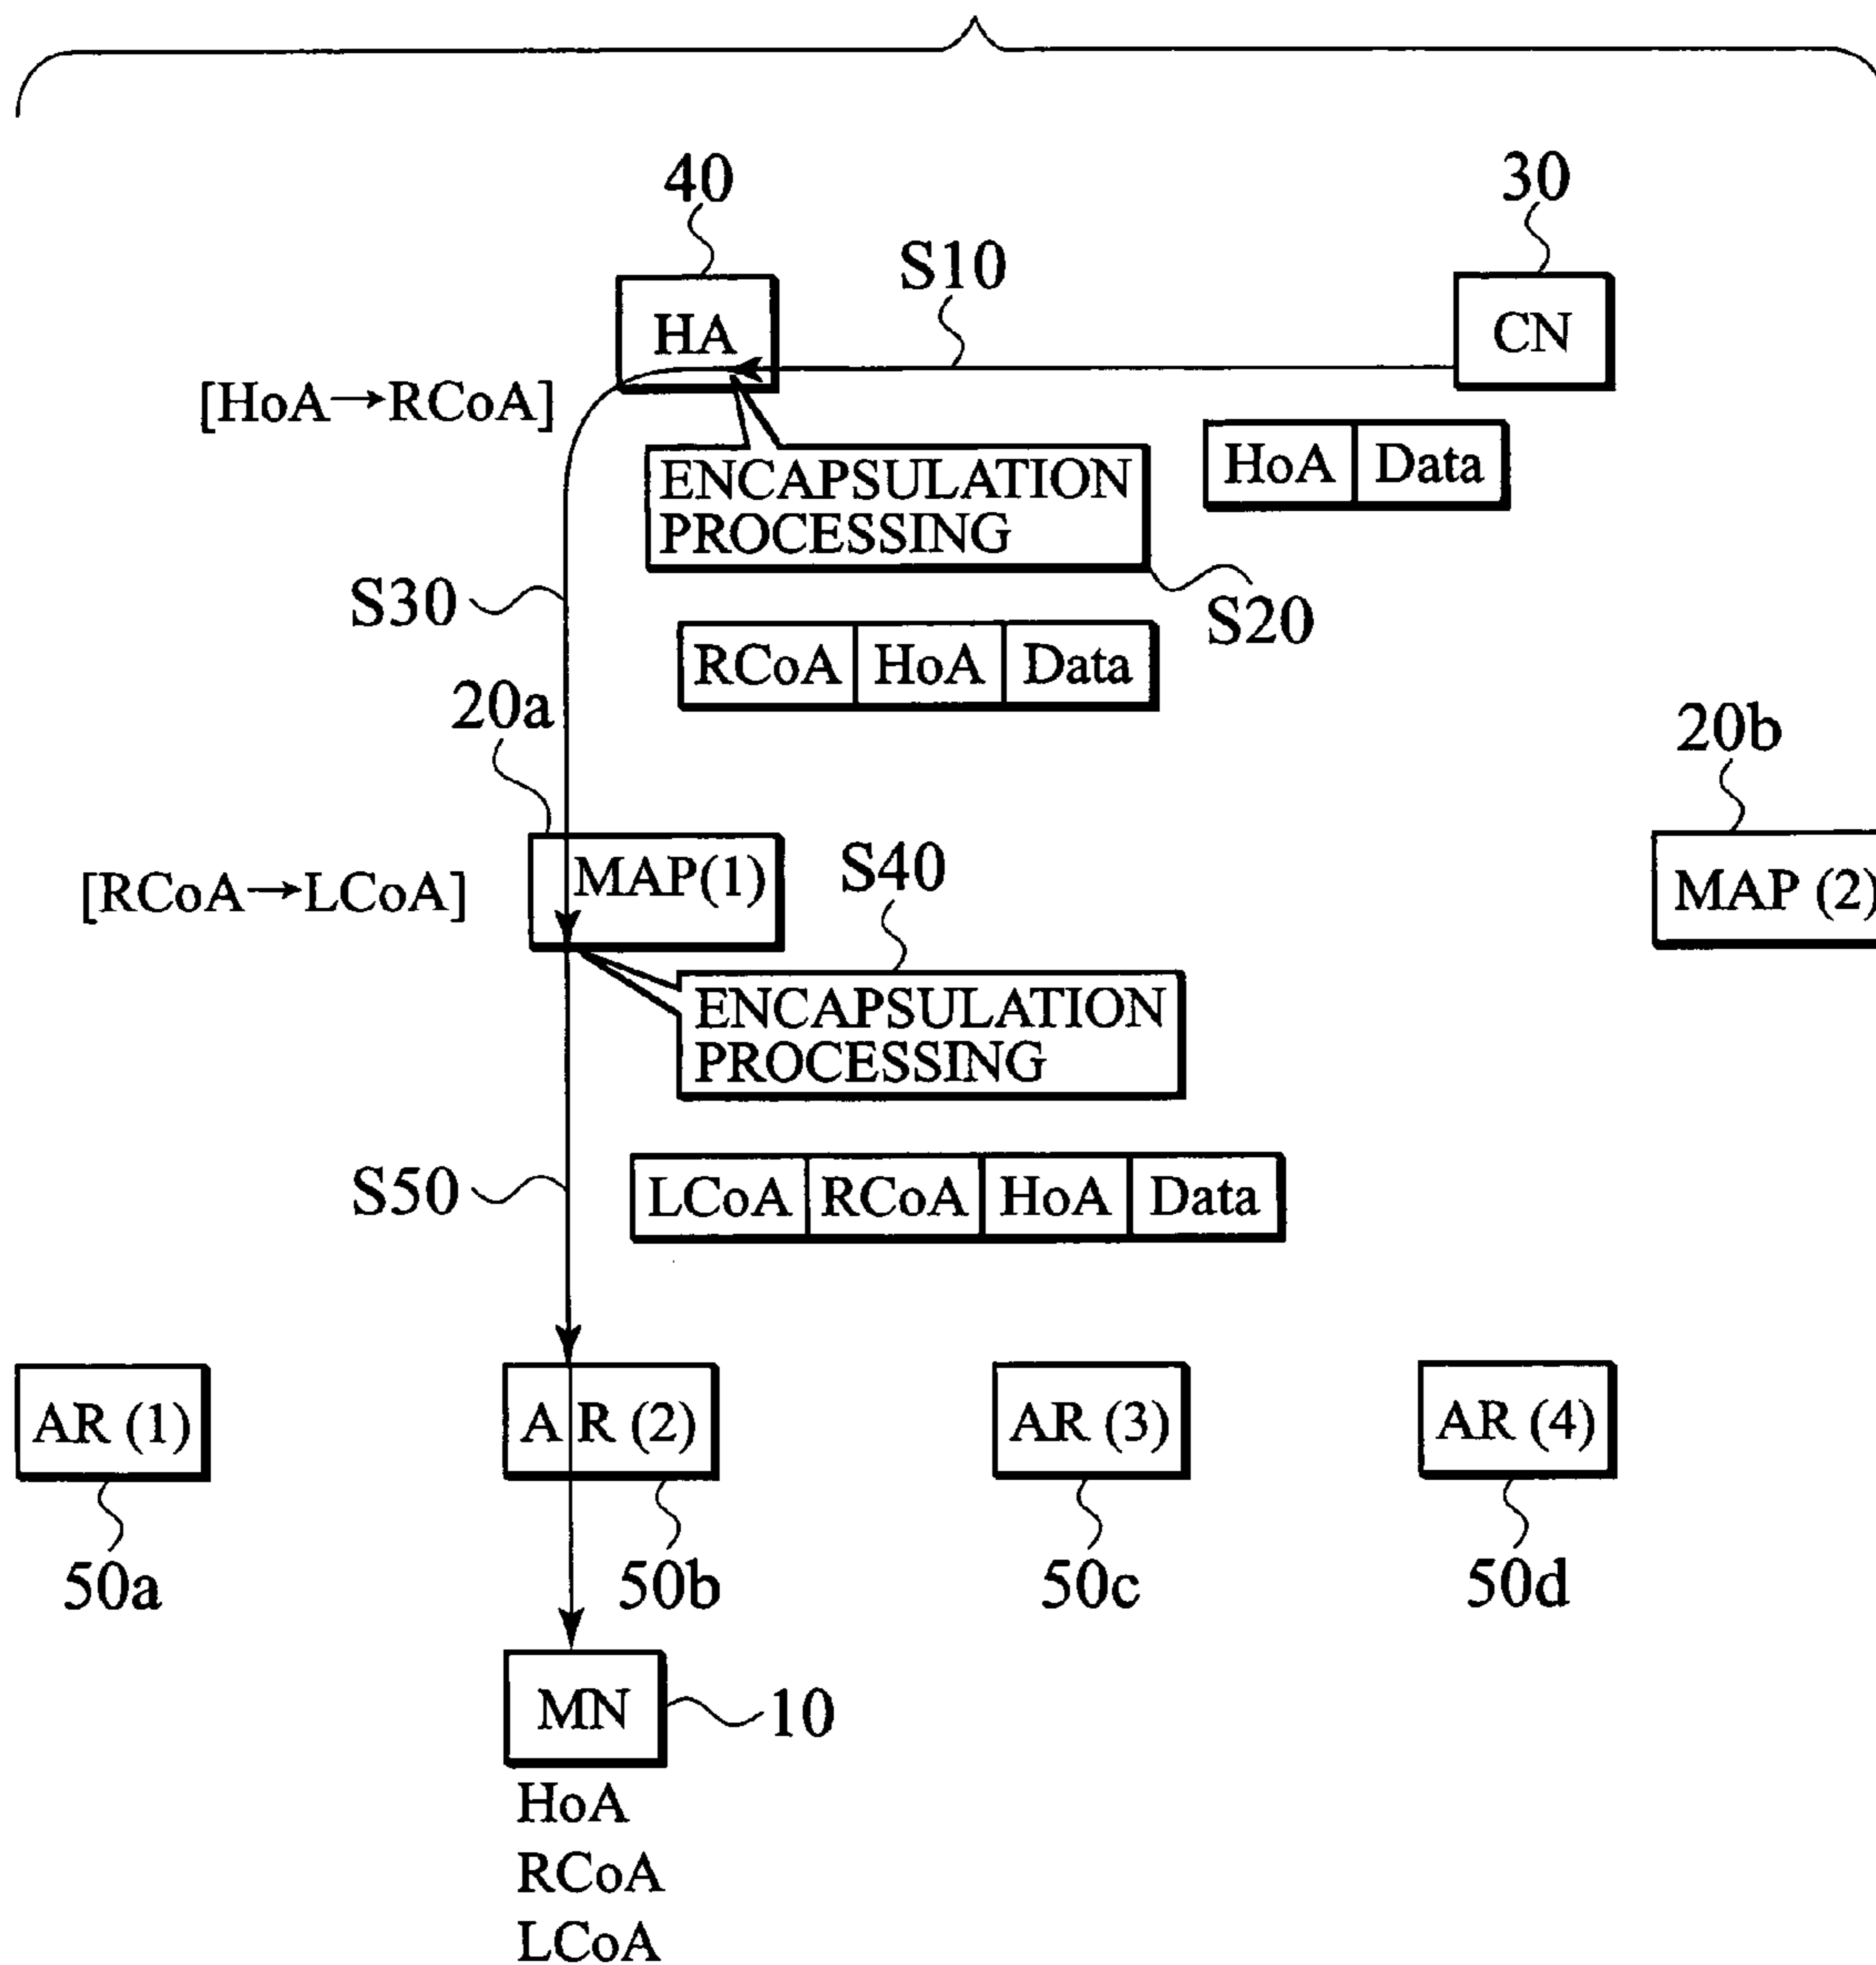 40
30
S10
HA
CN
[HoA→RCoA]
HoA Data
ENCAPSULATION
PROCESSING
S30
S20
RCoA HoA Data
20a
20b
MAP(1)
S40
MAP (2)
[RCoA→LCoA]
ENCAPSULATION
PROCESSING
S50
LCoA RCoA HoA Data
AR (1)
AR (2)
AR (3)
AR (4)
50a
50b
50c
50d
MN
10
HoA
RCoA
LCoA